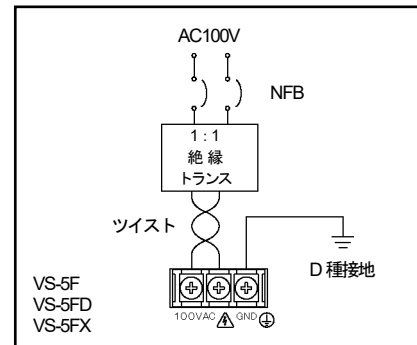 AC100V
NFB
1 : 1
絶 縁
トランス
ツイスト
D 種接地
VS-5F
VS-5FD
VS-5FX
100VAC GND